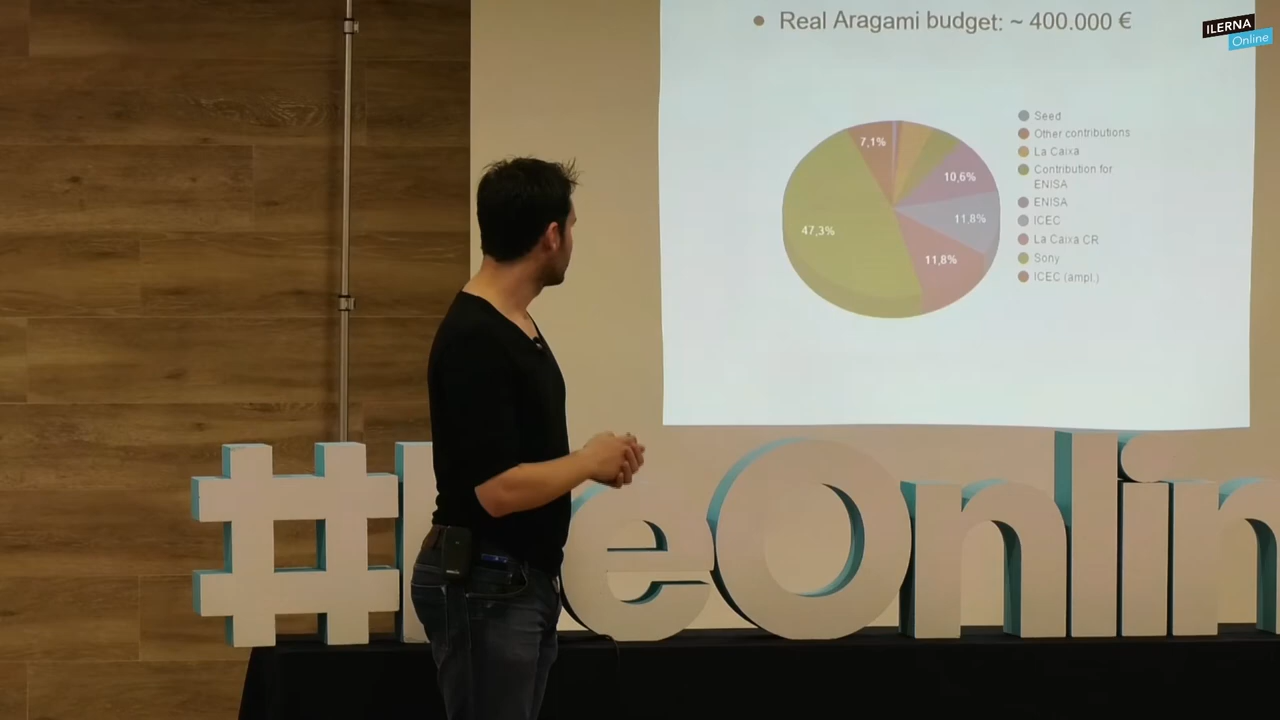 • Real Aragami budget: ~ 400.000 €
ILERNA
Online
7,1%
10,6%
11,8%
47,3%
11,8%
Seed
Other contributions
La Caixa
Contribution for
ENISA
ENISA
ICEC
La Caixa CR
Sony
ICEC (ampl.)
#IleOnlin